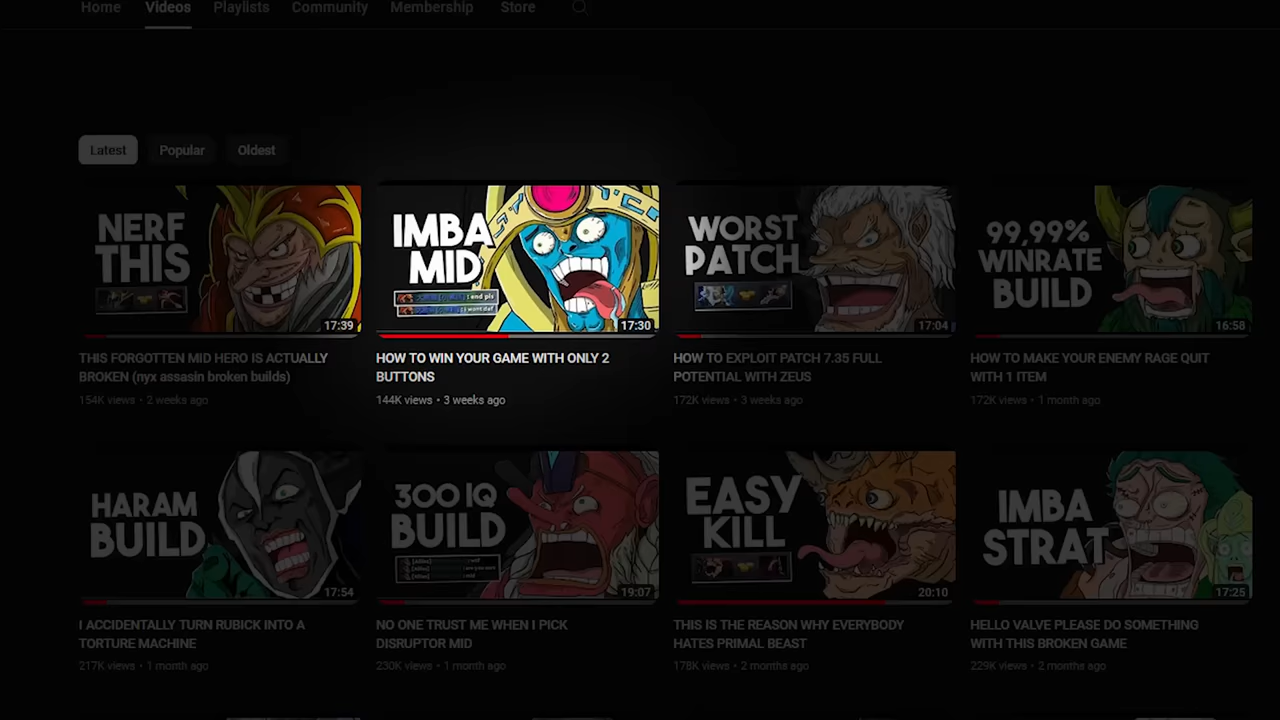 Home Videos Playlists Community Membership Store
Latest Popular Oldest
NERF
THIS
17:39
IMBA
MID
end pls
17:30
WORST
PATCH
17:04
99,99%
WINRATE
BUILD
16:58
THIS FORGOTTEN MID HERO IS ACTUALLY
BROKEN (nyx assasin broken builds)
154K views • 2 weeks ago
HOW TO WIN YOUR GAME WITH ONLY 2
BUTTONS
144K views • 3 weeks ago
HOW TO EXPLOIT PATCH 7.35 FULL
POTENTIAL WITH ZEUS
172K views • 3 weeks ago
HOW TO MAKE YOUR ENEMY RAGE QUIT
WITH 1 ITEM
172K views • 1 month ago
HARAM
BUILD
17:54
300 IQ
BUILD
19:07
EASY
KILL
20:10
IMBA
STRAT
17:25
I ACCIDENTALLY TURN RUBICK INTO A
TORTURE MACHINE
217K views • 1 month ago
NO ONE TRUST ME WHEN I PICK
DISRUPTOR MID
230K views • 1 month ago
THIS IS THE REASON WHY EVERYBODY
HATES PRIMAL BEAST
178K views • 2 months ago
HELLO VALVE PLEASE DO SOMETHING
WITH THIS BROKEN GAME
229K views • 2 months ago